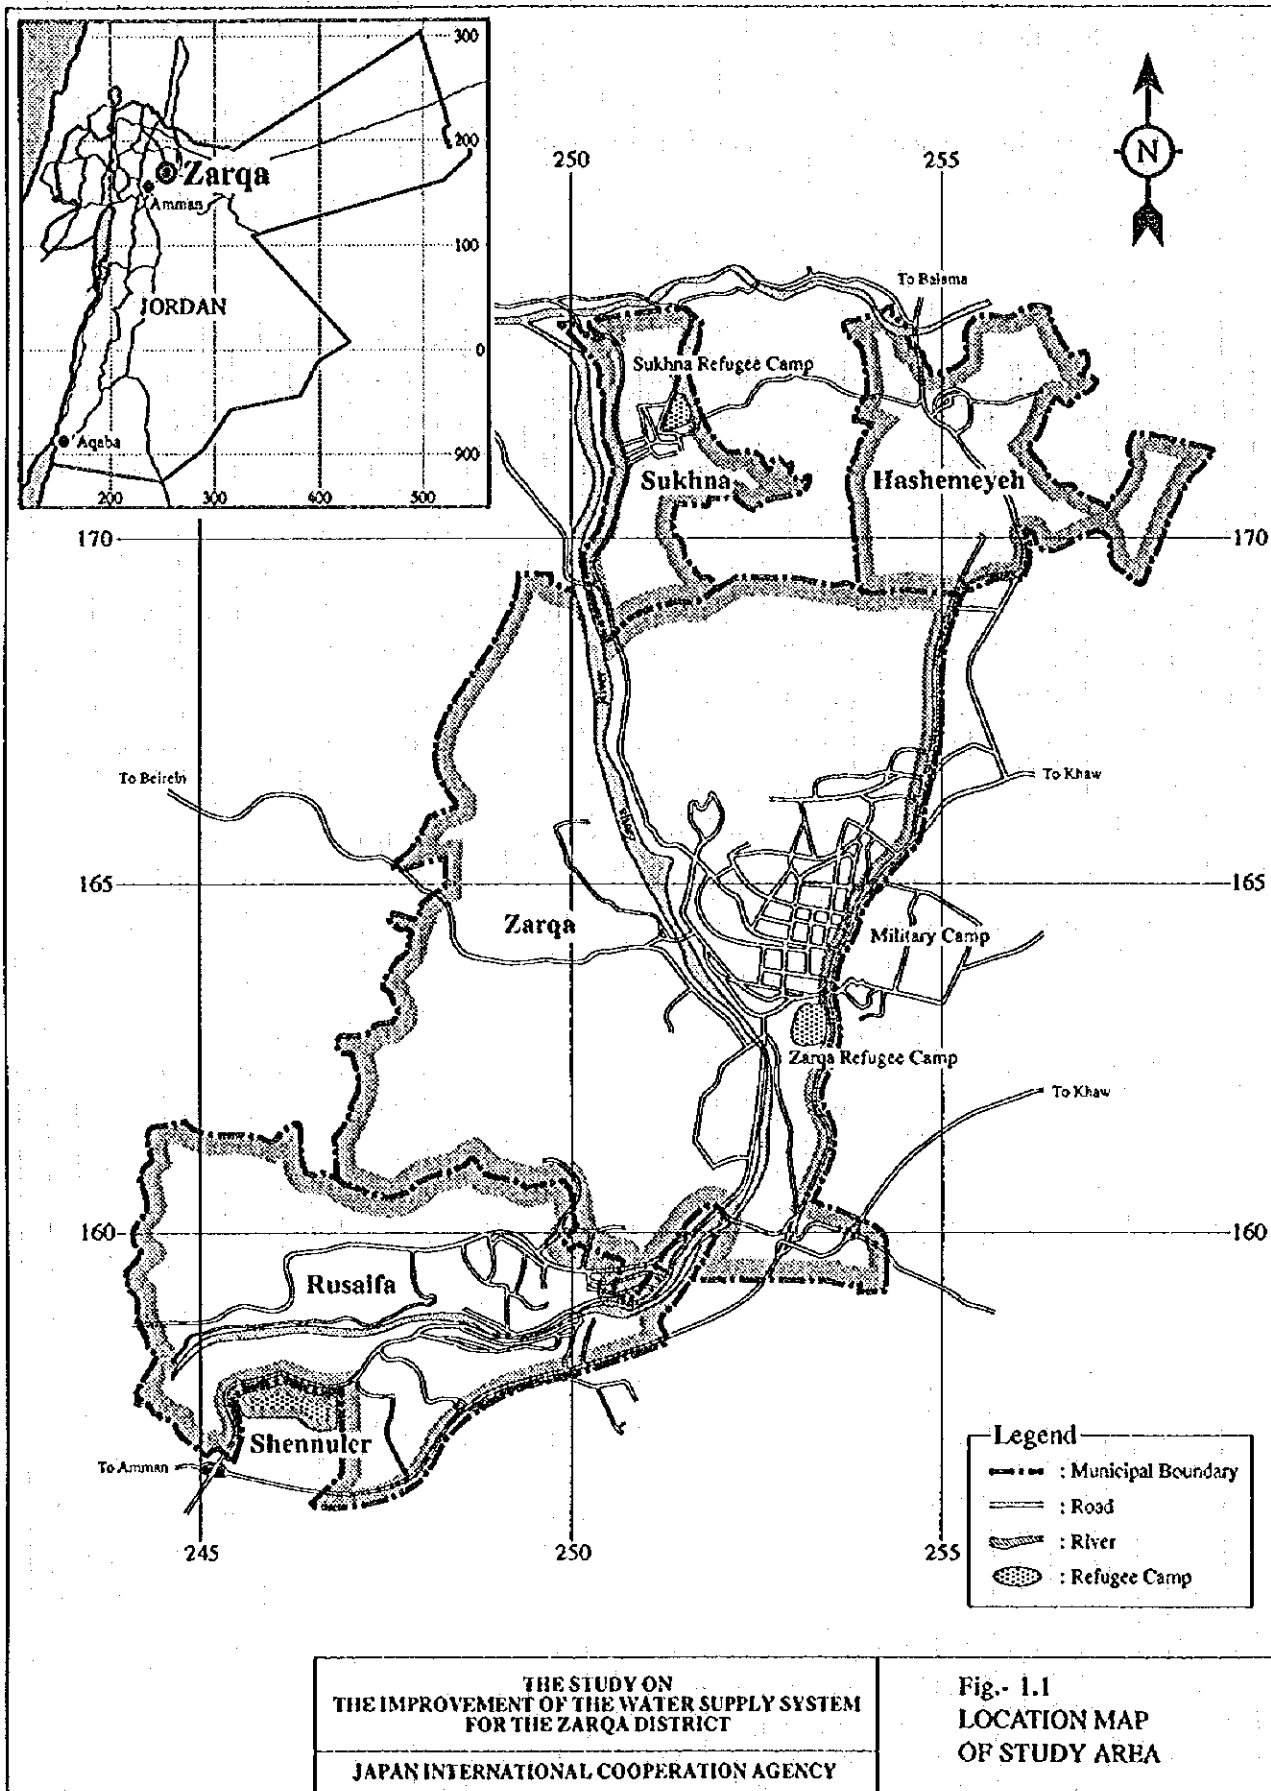 300
200
Zarqa
Amman
100
JORDAN
0
Aqaba
900
200
300
400
500
N
250
255
To Balama
Sukhna Refugee Camp
Sukhna
Hashemeyeh
170
170
River
To Beirein
To Khaw
Zarqa
165
165
Zarqa
Military Camp
Zarqa Refugee Camp
To Khaw
160
160
Rusaifa
Shennuler
To Amman
245
250
255
Legend
: Municipal Boundary
: Road
: River
: Refugee Camp
THE STUDY ON
THE IMPROVEMENT OF THE WATER SUPPLY SYSTEM
FOR THE ZARQA DISTRICT
JAPAN INTERNATIONAL COOPERATION AGENCY
Fig.- 1.1
LOCATION MAP
OF STUDY AREA